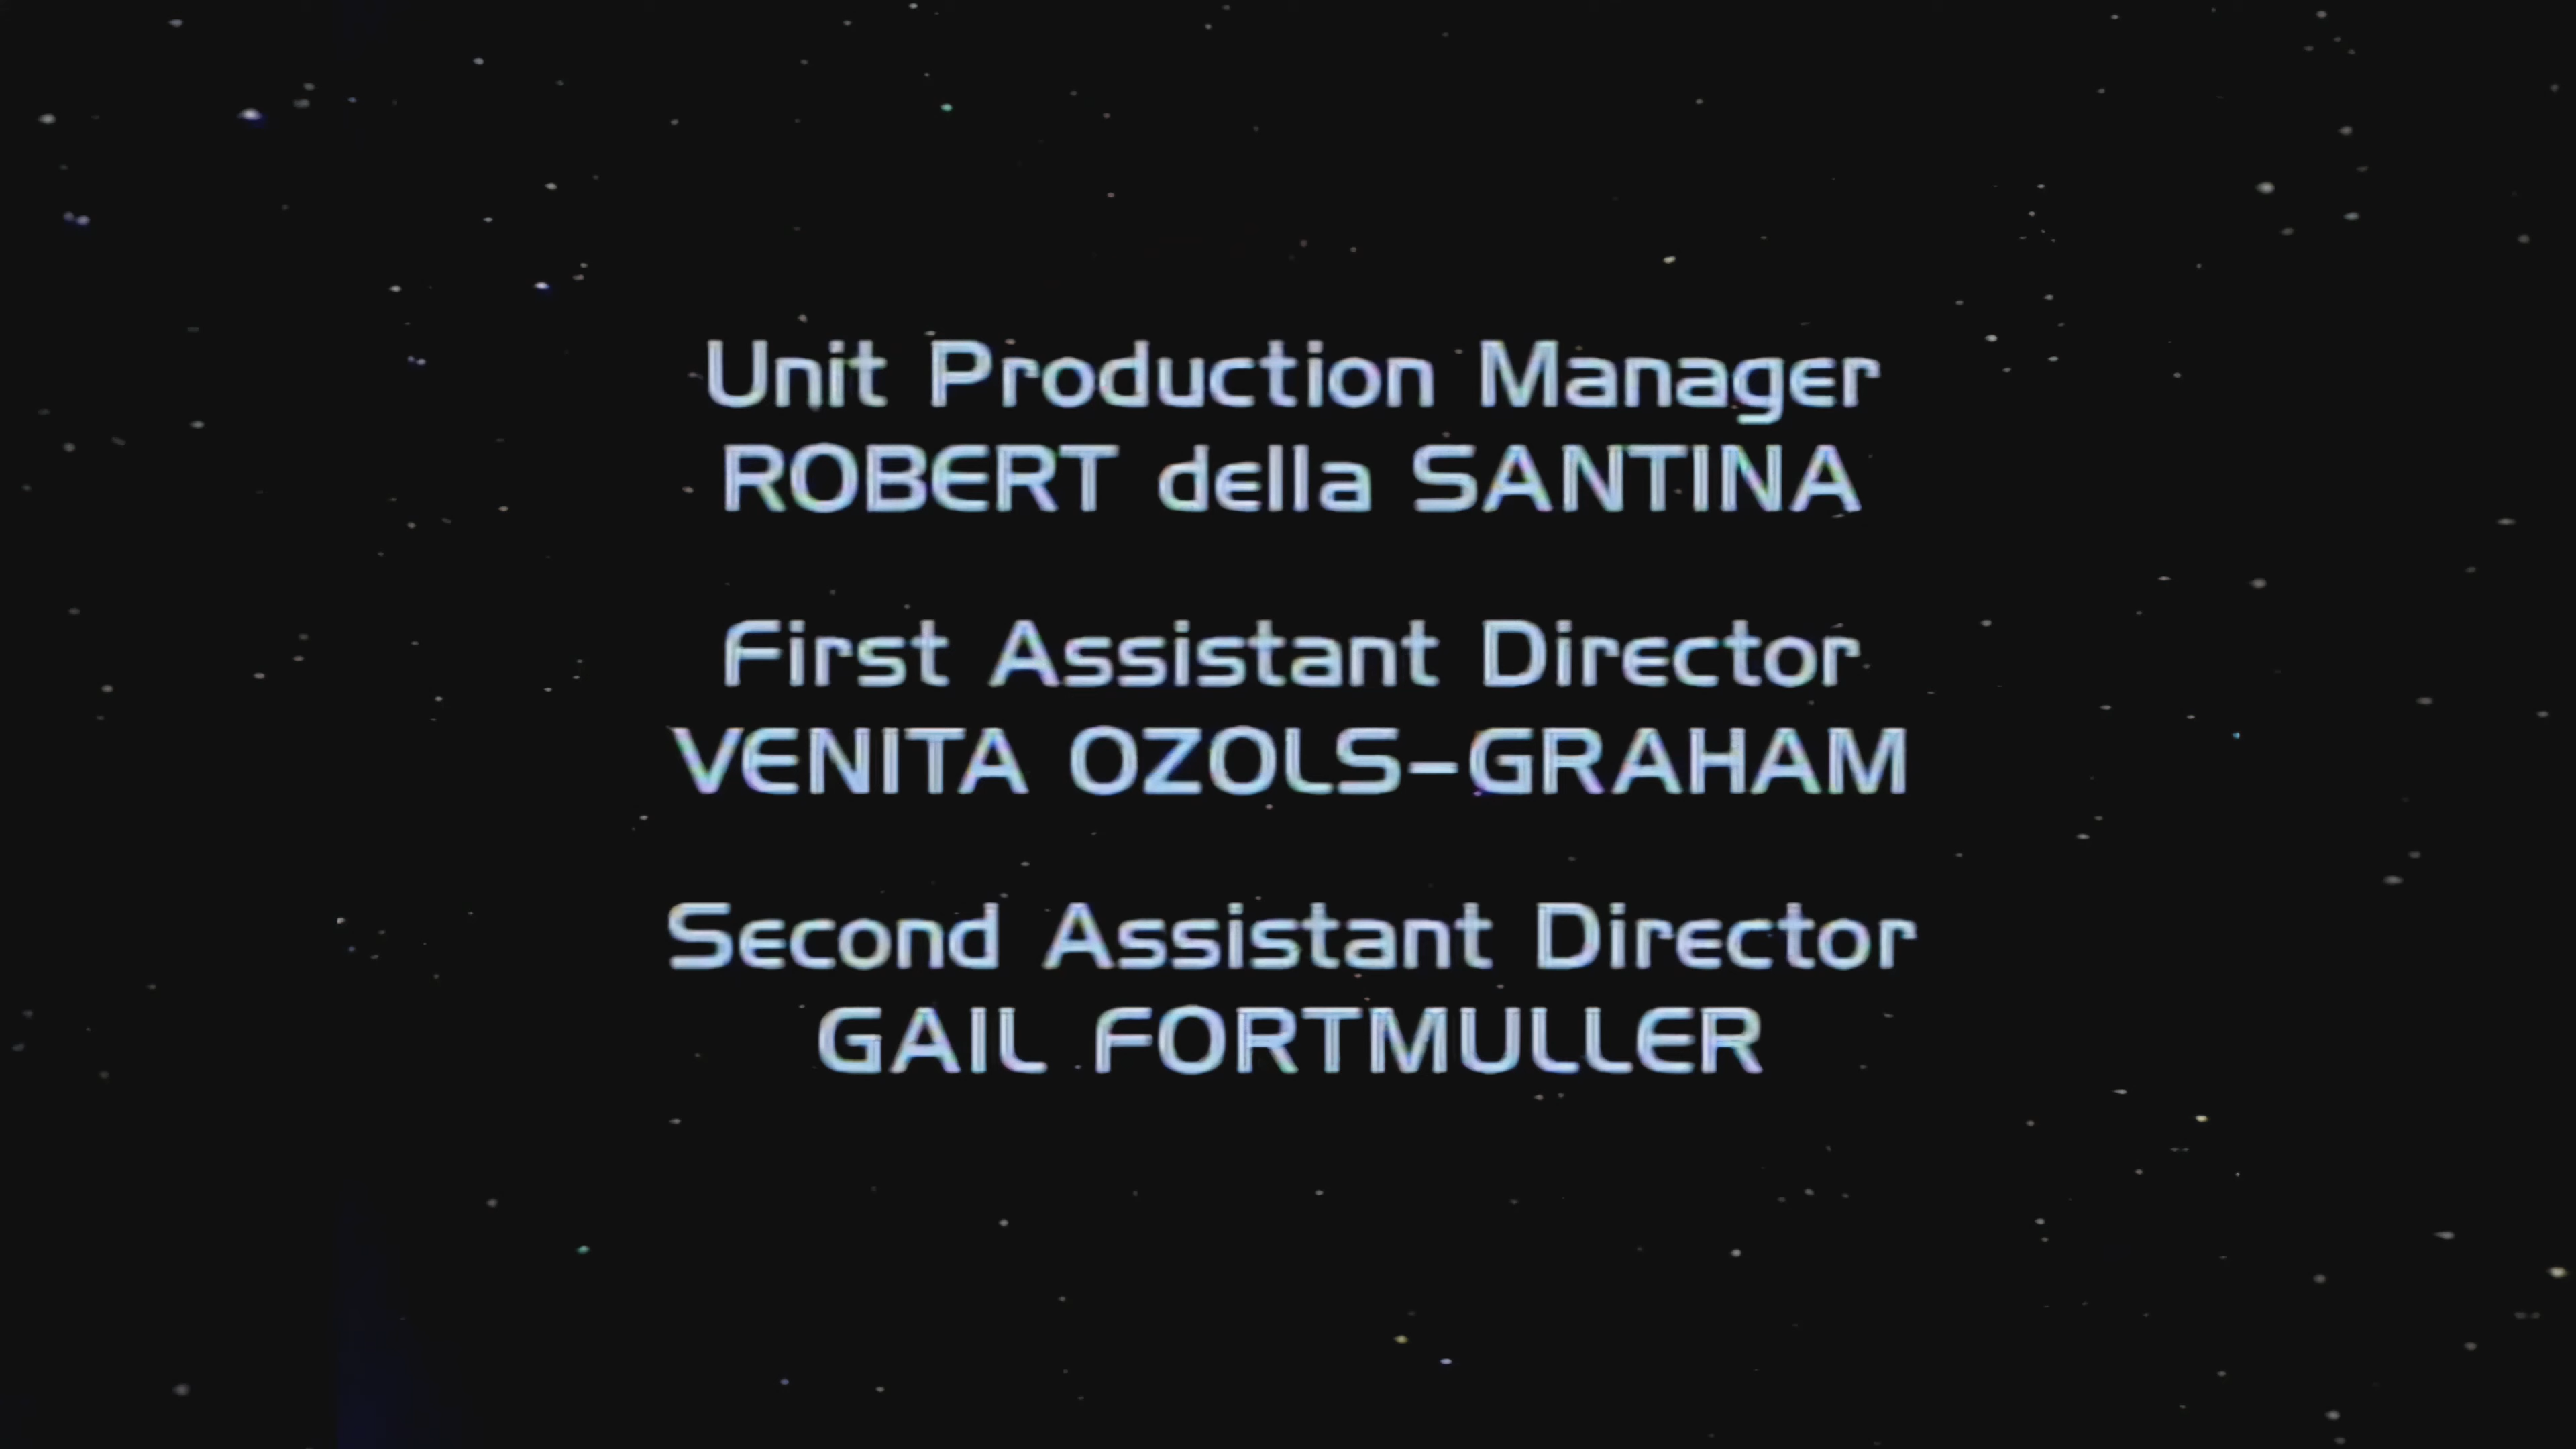 Unit Production Manager
ROBERT della SANTINA
First Assistant Director
VENITA OZOLS-GRAHAM
Second Assistant Director
GAIL FORTMULLER